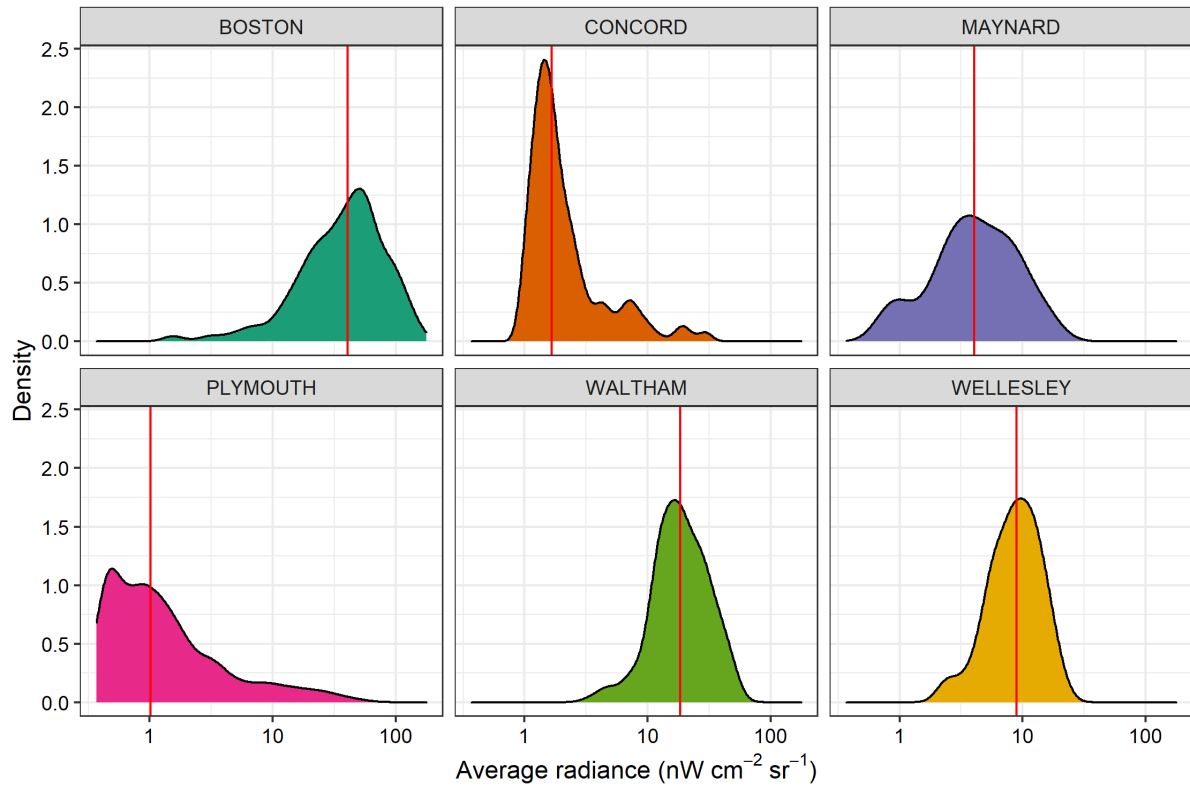 BOSTON CONCORD MAYNARD
2.5
2.0
1.5
1.0
0.5
0.0
PLYMOUTH WALTHAM WELLESLEY
2.5
2.0
1.5
1.0
0.5
0.0
Density
1 10 100 1 10 100 1 10 100
Average radiance (nW cm⁻² sr⁻¹)